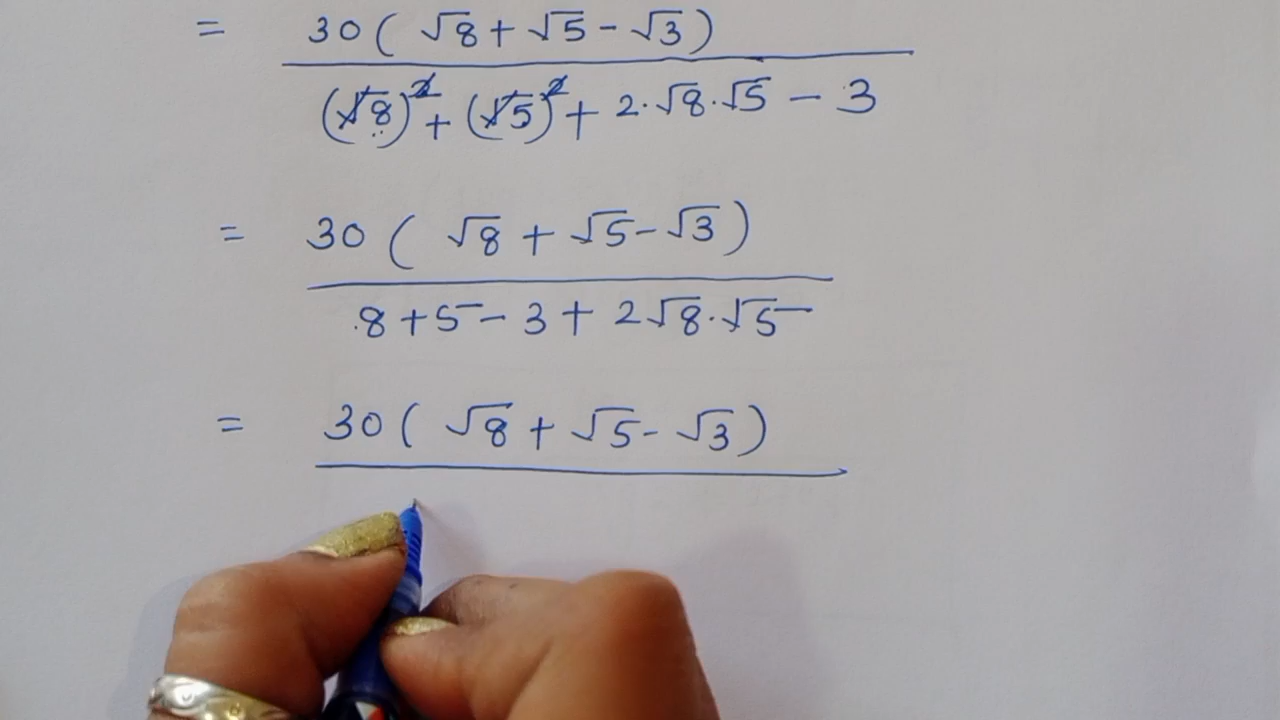 = 30 ( √8 + √5 - √3 )
(√8)² + (√5)² + 2·√8·√5 - 3
= 30 ( √8 + √5 - √3 )
8 + 5 - 3 + 2√8·√5
= 30 ( √8 + √5 - √3 )